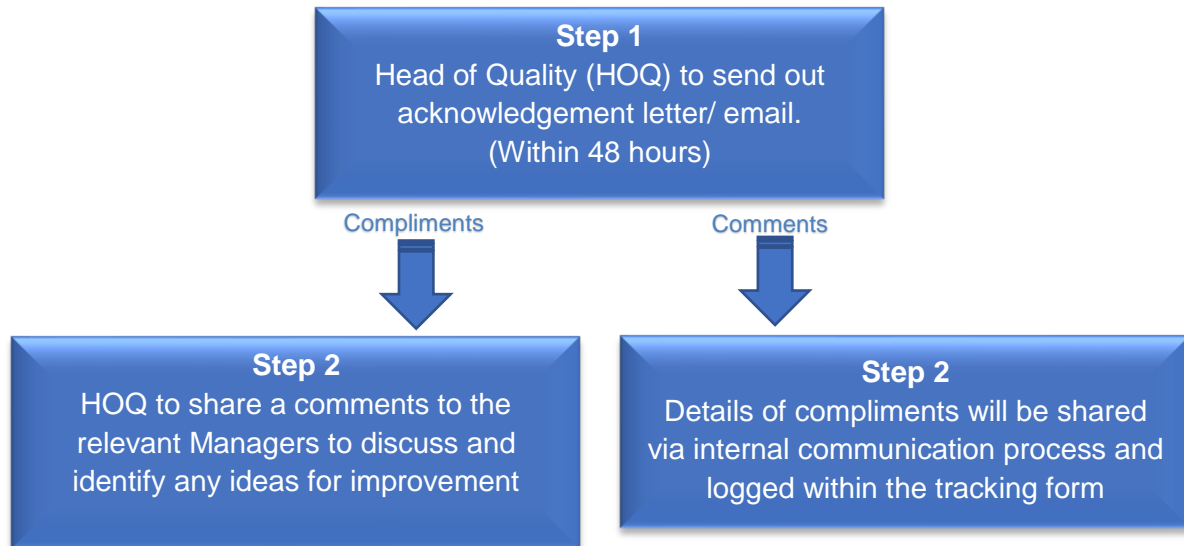 Step 1
Head of Quality (HOQ) to send out
acknowledgement letter/ email.
(Within 48 hours)
Compliments
Comments
Step 2
HOQ to share a comments to the
relevant Managers to discuss and
identify any ideas for improvement
Step 2
Details of compliments will be shared
via internal communication process and
logged within the tracking form